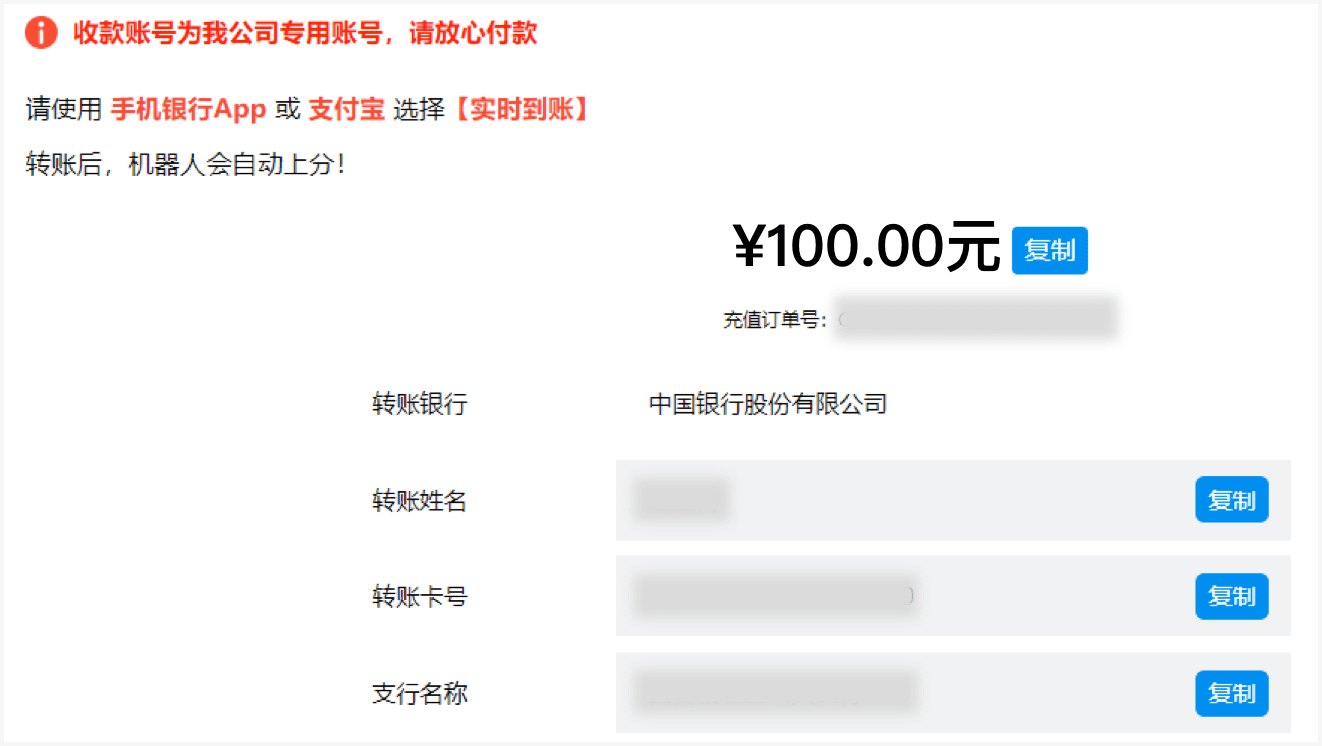 收款账号为我公司专用账号，请放心付款
请使用 手机银行App 或 支付宝 选择【实时到账】
转账后，机器人会自动上分！
¥100.00元 复制
充值订单号：
转账银行 中国银行股份有限公司
转账姓名 复制
转账卡号 复制
支行名称 复制